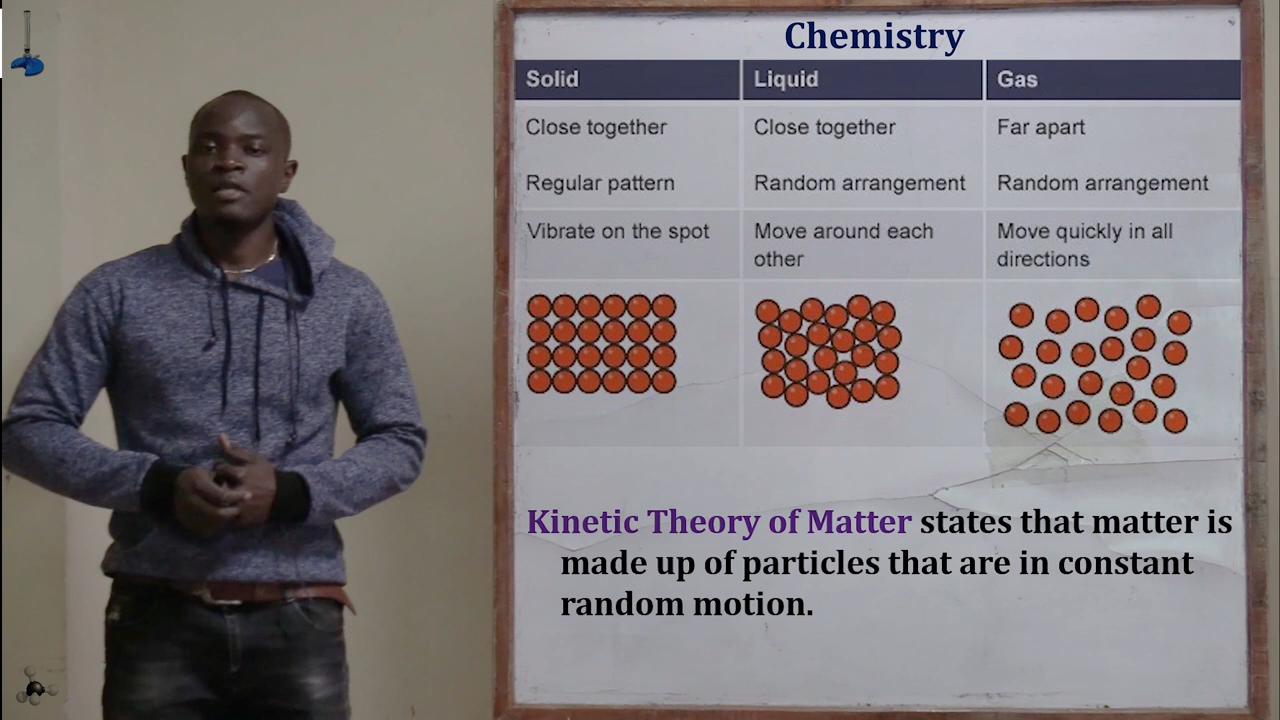 Chemistry
Solid Liquid Gas
Close together Close together Far apart
Regular pattern Random arrangement Random arrangement
Vibrate on the spot Move around each other Move quickly in all directions
Kinetic Theory of Matter states that matter is
made up of particles that are in constant
random motion.